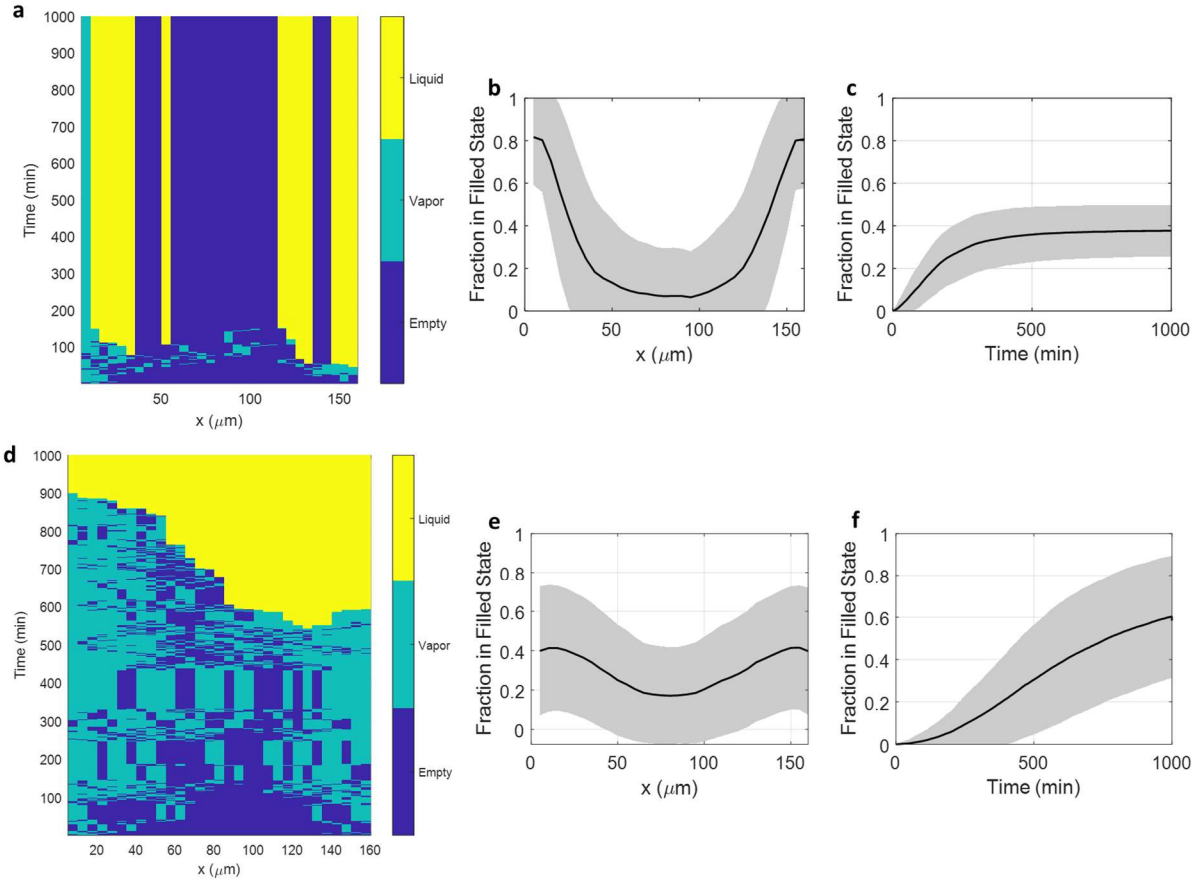 a
1000
900
800
700
600
500
400
300
200
100
Time (min)
50
100
150
x (μm)
Liquid
Vapor
Empty
b
1
0.8
0.6
0.4
0.2
0
Fraction in Filled State
0
50
100
150
x (μm)
c
1
0.8
0.6
0.4
0.2
0
Fraction in Filled State
0
500
1000
Time (min)
d
1000
900
800
700
600
500
400
300
200
100
Time (min)
20
40
60
80
100
120
140
160
x (μm)
Liquid
Vapor
Empty
e
1
0.8
0.6
0.4
0.2
0
Fraction in Filled State
0
50
100
150
x (μm)
f
1
0.8
0.6
0.4
0.2
0
Fraction in Filled State
0
500
1000
Time (min)